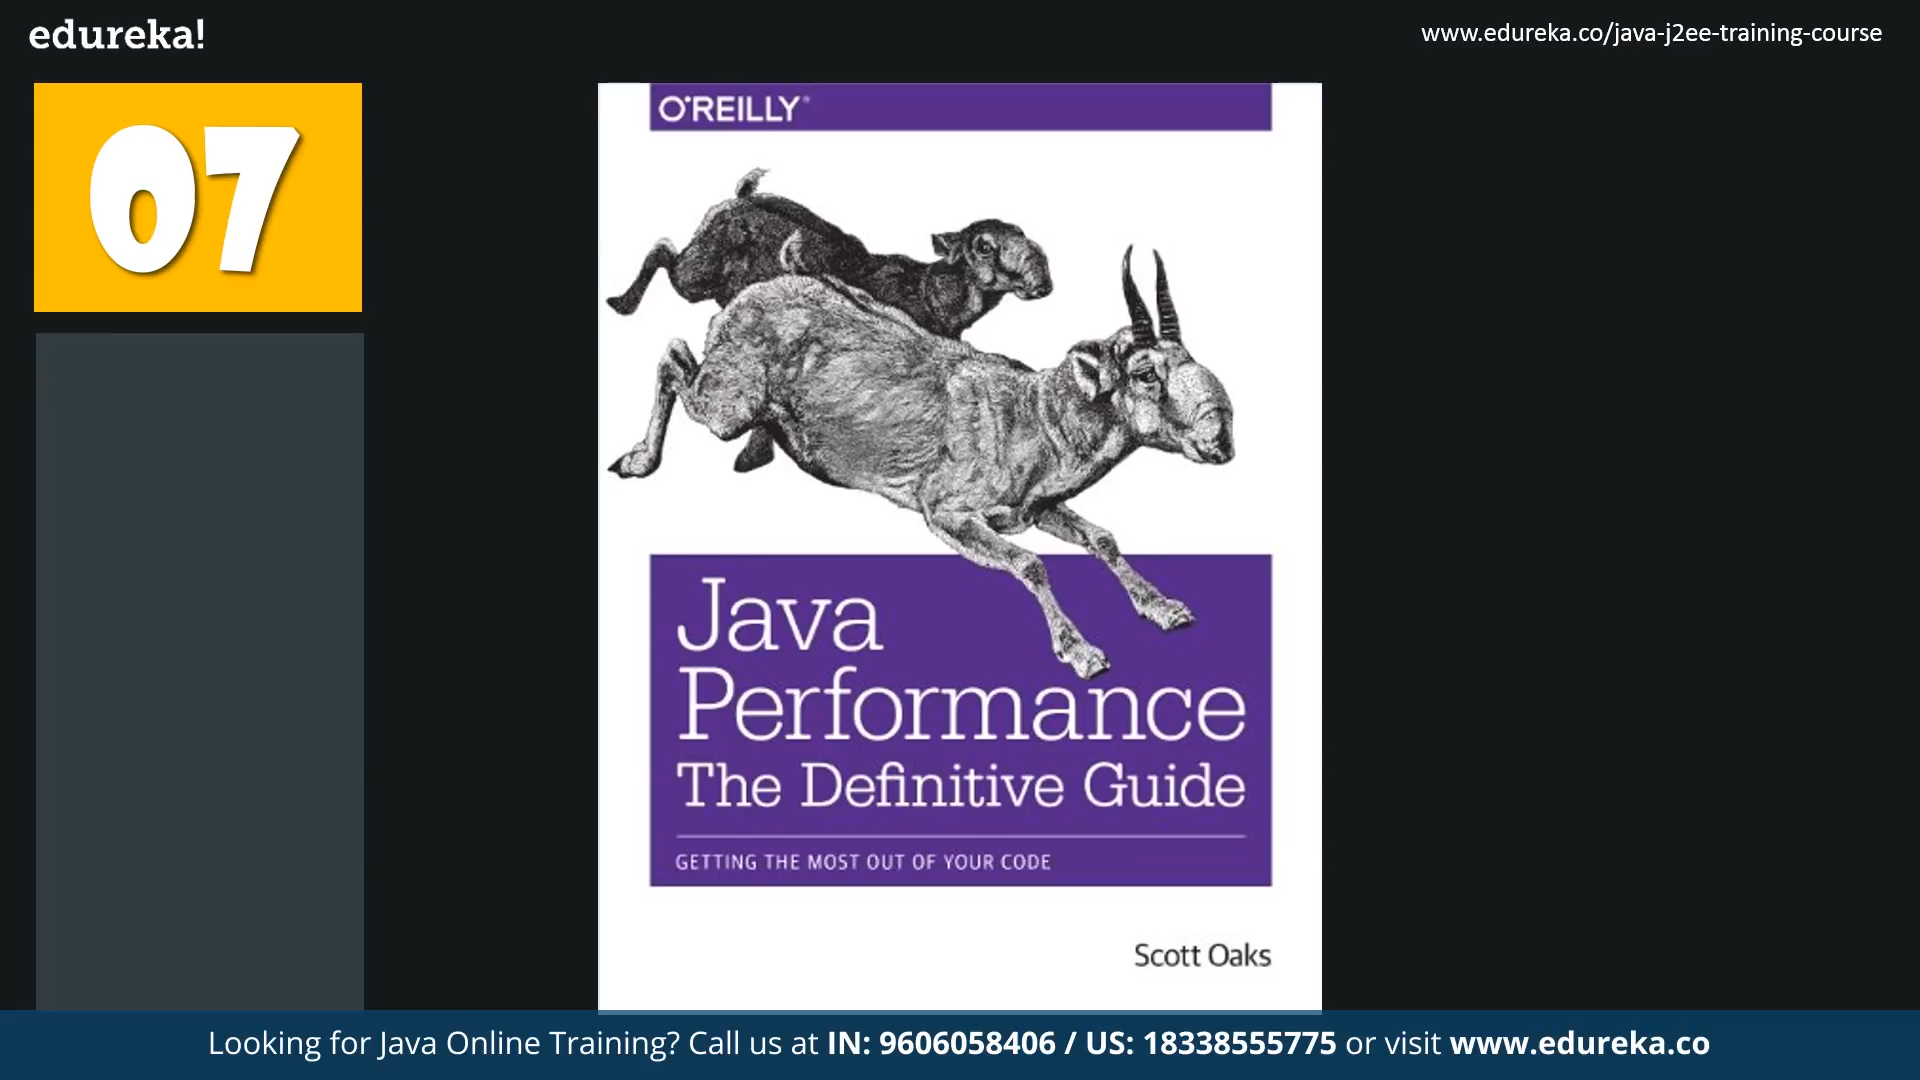 edureka!
www.edureka.co/java-j2ee-training-course
07
O'REILLY®
Java
Performance
The Definitive Guide
GETTING THE MOST OUT OF YOUR CODE
Scott Oaks
Looking for Java Online Training? Call us at IN: 9606058406 / US: 18338555775 or visit www.edureka.co